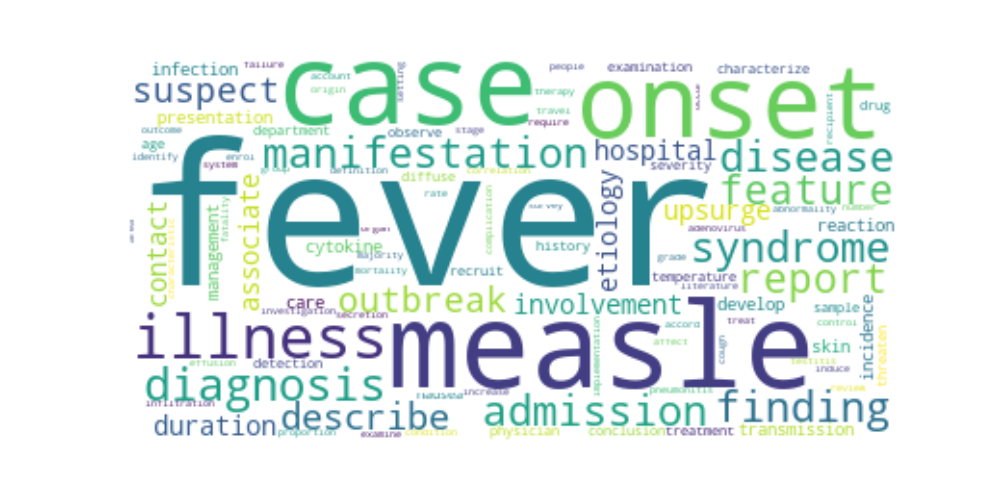 infection
failure
account
origin
case
setting
people
therapy
travel
require
examination
characterize
onset
drug
recipient
suspect
presentation
outcome
age
identify
department
observe
stage
system
enrol
group
definition
manifestation
hospital
severity
disease
feature
fever
diffuse
correlation
rate
survey
complication
etiology
upsurge
abnormality
number
adenovirus
reaction
contact
characteristic
management
fatality
associate
cytokine
majority
mortality
recruit
history
grade
syndrome
temperature
literature
report
care
outbreak
involvement
develop
sample
investigation
secretion
control
incidence
threaten
illness
measle
accord
treat
affect
cough
skin
testitis
induce
review
implementation
effusion
detection
diagnosis
infiltration
nausea
increase
pneumonitis
admission
finding
duration
describe
proportion
examine
condition
physician
conclusion
treatment
transmission